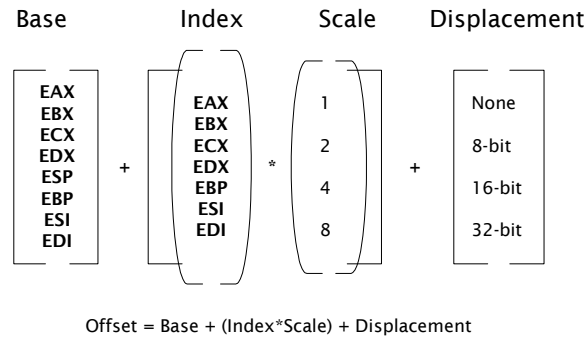 Base Index Scale Displacement
EAX
EBX
ECX
EDX
ESP
EBP
ESI
EDI
+
EAX
EBX
ECX
EDX
EBP
ESI
EDI
*
1
2
4
8
+
None
8-bit
16-bit
32-bit
Offset = Base + (Index*Scale) + Displacement